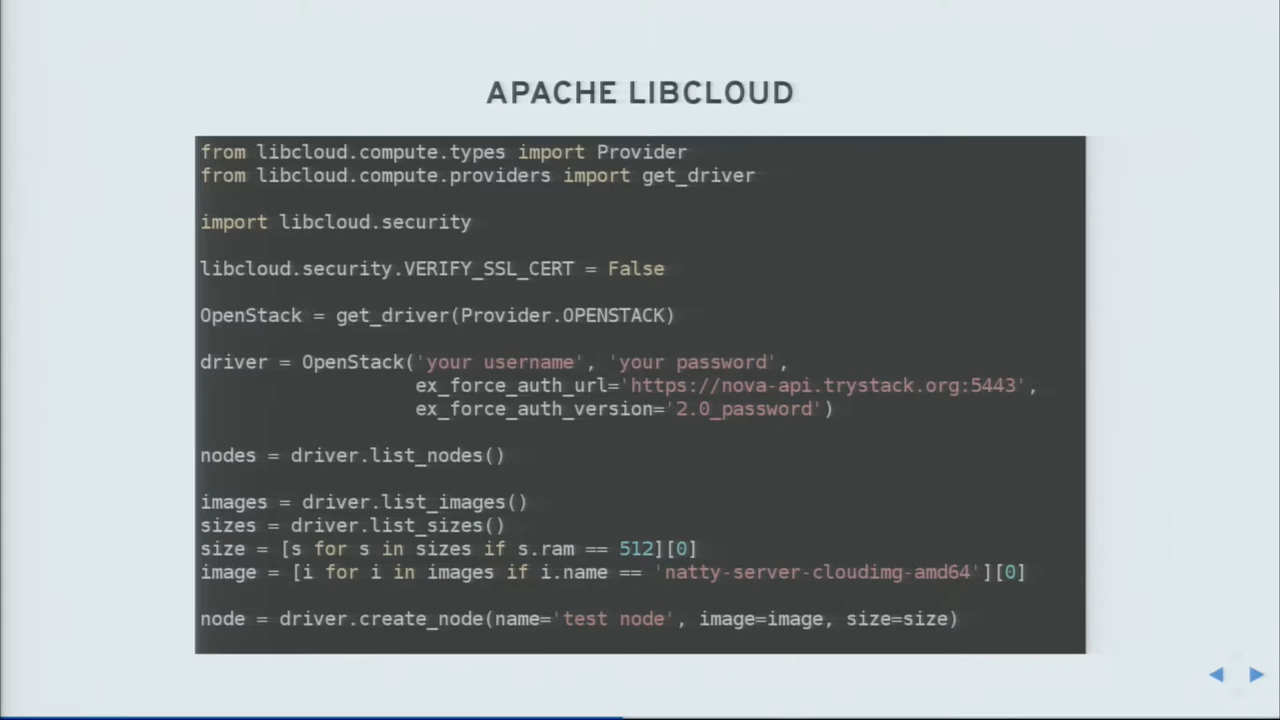 APACHE LIBCLOUD
from libcloud.compute.types import Provider
from libcloud.compute.providers import get_driver
import libcloud.security
libcloud.security.VERIFY_SSL_CERT = False
OpenStack = get_driver(Provider.OPENSTACK)
driver = OpenStack('your username', 'your password',
ex_force_auth_url='https://nova-api.trystack.org:5443',
ex_force_auth_version='2.0_password')
nodes = driver.list_nodes()
images = driver.list_images()
sizes = driver.list_sizes()
size = [s for s in sizes if s.ram == 512][0]
image = [i for i in images if i.name == 'natty-server-cloudimg-amd64'][0]
node = driver.create_node(name='test node', image=image, size=size)